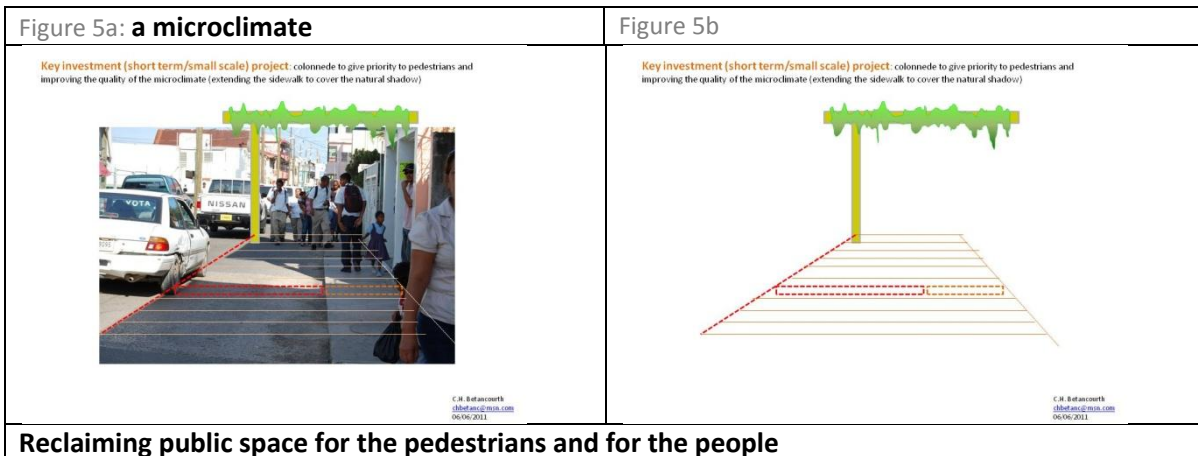 Figure 5a: a microclimate
Figure 5b
Key investment (short term/small scale) project: colonnede to give priority to pedestrians and
improving the quality of the microclimate (extending the sidewalk to cover the natural shadow)
YOTA
NISSAN
C.H. Betancourth
chbetanc@msn.com
06/06/2011
Key investment (short term/small scale) project: colonnede to give priority to pedestrians and
improving the quality of the microclimate (extending the sidewalk to cover the natural shadow)
C.H. Betancourth
chbetanc@msn.com
06/06/2011
Reclaiming public space for the pedestrians and for the people